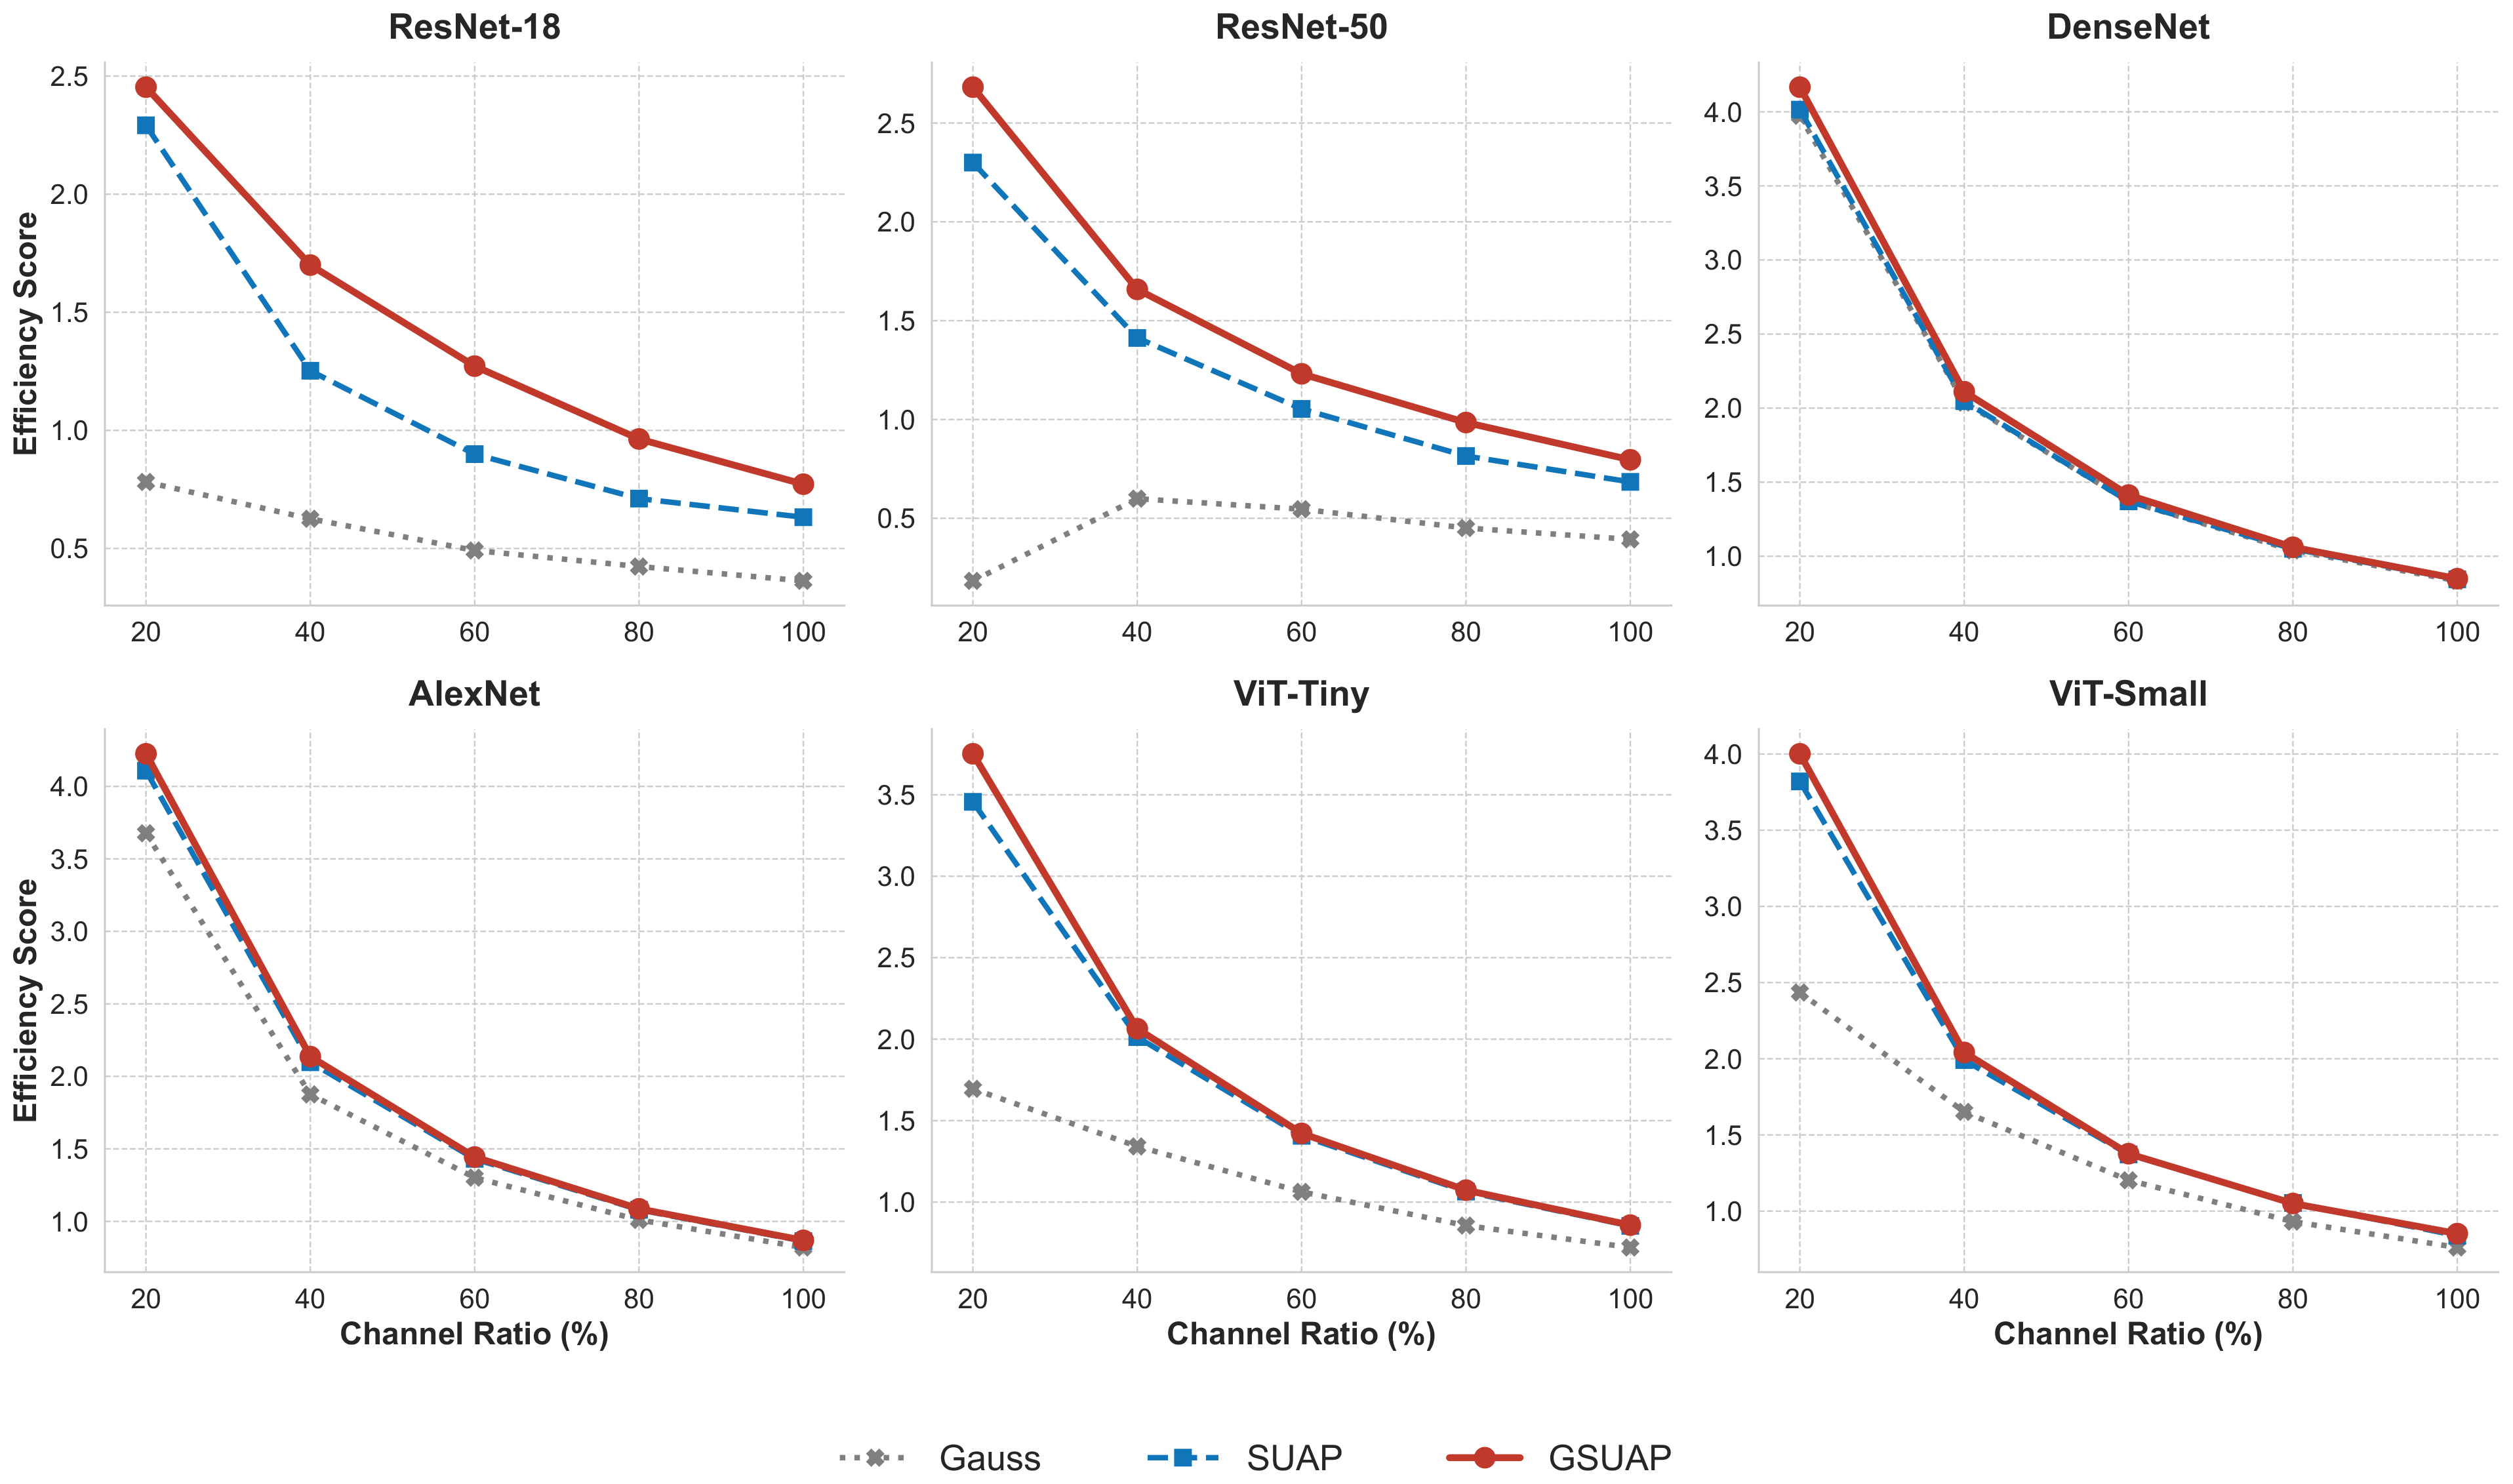 ResNet-18
ResNet-50
DenseNet
Efficiency Score
2.5
2.0
1.5
1.0
0.5
20 40 60 80 100
2.5
2.0
1.5
1.0
0.5
20 40 60 80 100
4.0
3.5
3.0
2.5
2.0
1.5
1.0
20 40 60 80 100
AlexNet
ViT-Tiny
ViT-Small
Efficiency Score
4.0
3.5
3.0
2.5
2.0
1.5
1.0
20 40 60 80 100
Channel Ratio (%)
3.5
3.0
2.5
2.0
1.5
1.0
20 40 60 80 100
Channel Ratio (%)
4.0
3.5
3.0
2.5
2.0
1.5
1.0
20 40 60 80 100
Channel Ratio (%)
Gauss SUAP GSUAP